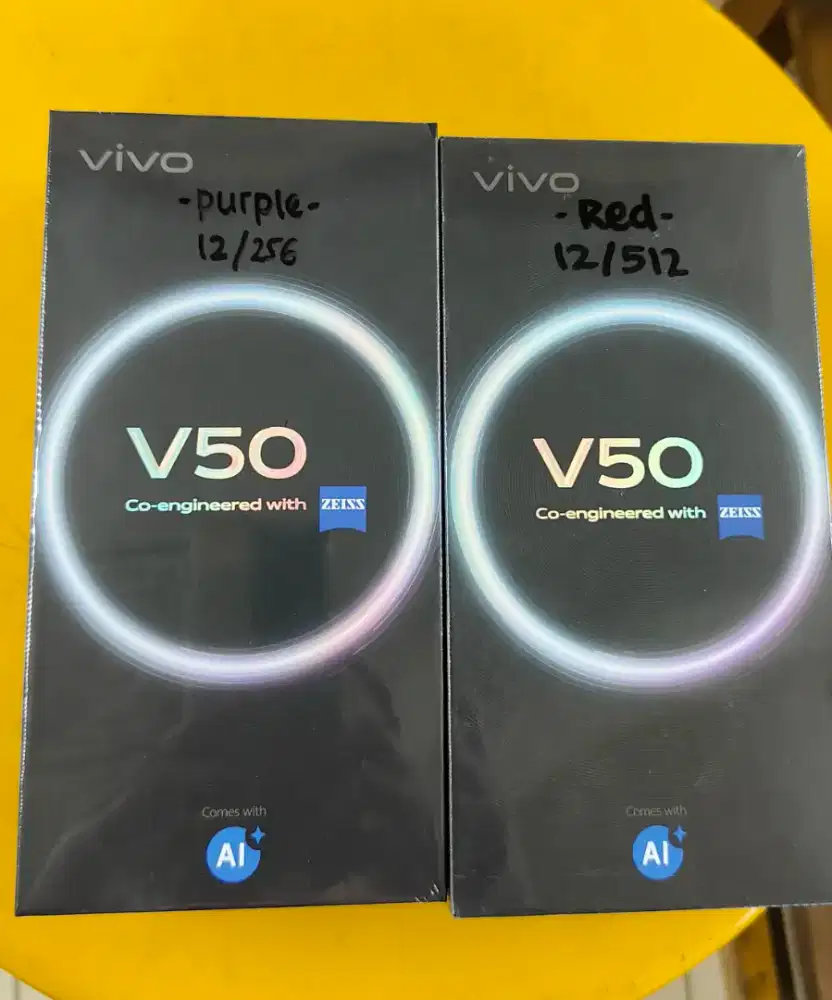 vivo
-purple-
12/256
V50
Co-engineered with ZEISS
Comes with
AI
vivo
-Red-
12/512
V50
Co-engineered with ZEISS
Comes with
AI